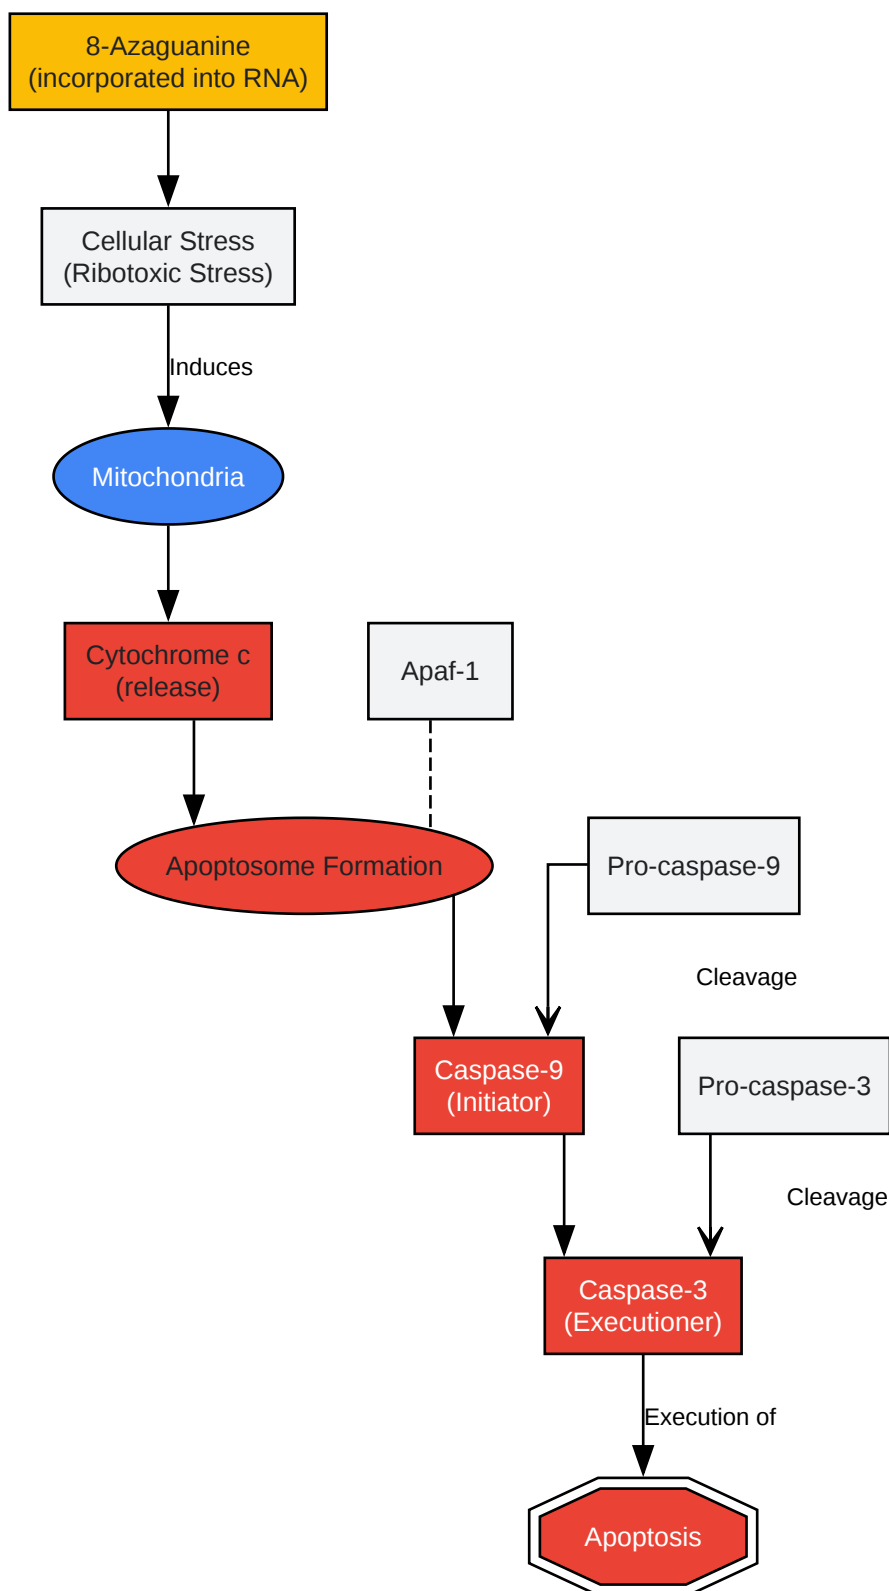 8-Azaguanine
(incorporated into RNA)
Cellular Stress
(Ribotoxic Stress)
Induces
Mitochondria
Cytochrome c
(release)
Apaf-1
Apoptosome Formation
Pro-caspase-9
Cleavage
Caspase-9
(Initiator)
Pro-caspase-3
Cleavage
Caspase-3
(Executioner)
Execution of
Apoptosis